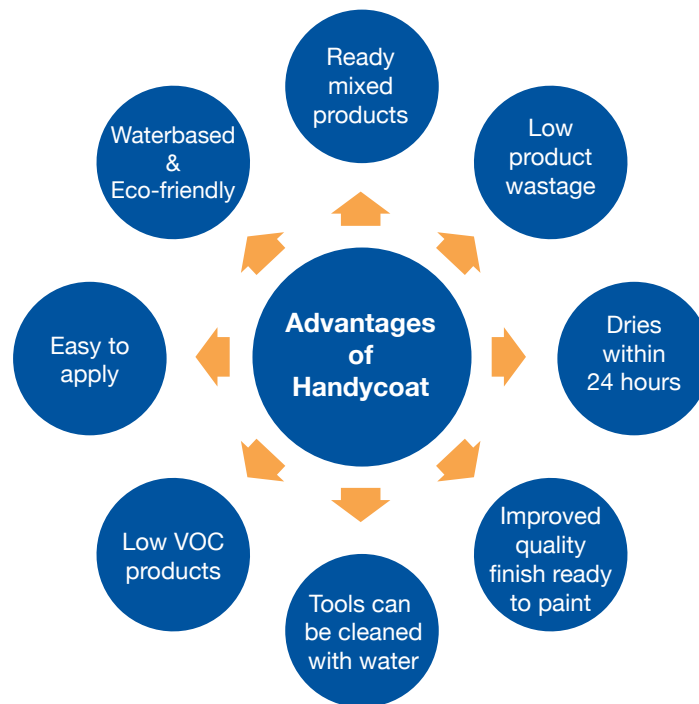 Ready
mixed
products
Low
product
wastage
Dries
within
24 hours
Improved
quality
finish ready
to paint
Tools can
be cleaned
with water
Low VOC
products
Easy to
apply
Waterbased
&
Eco-friendly
Advantages
of
Handycoat